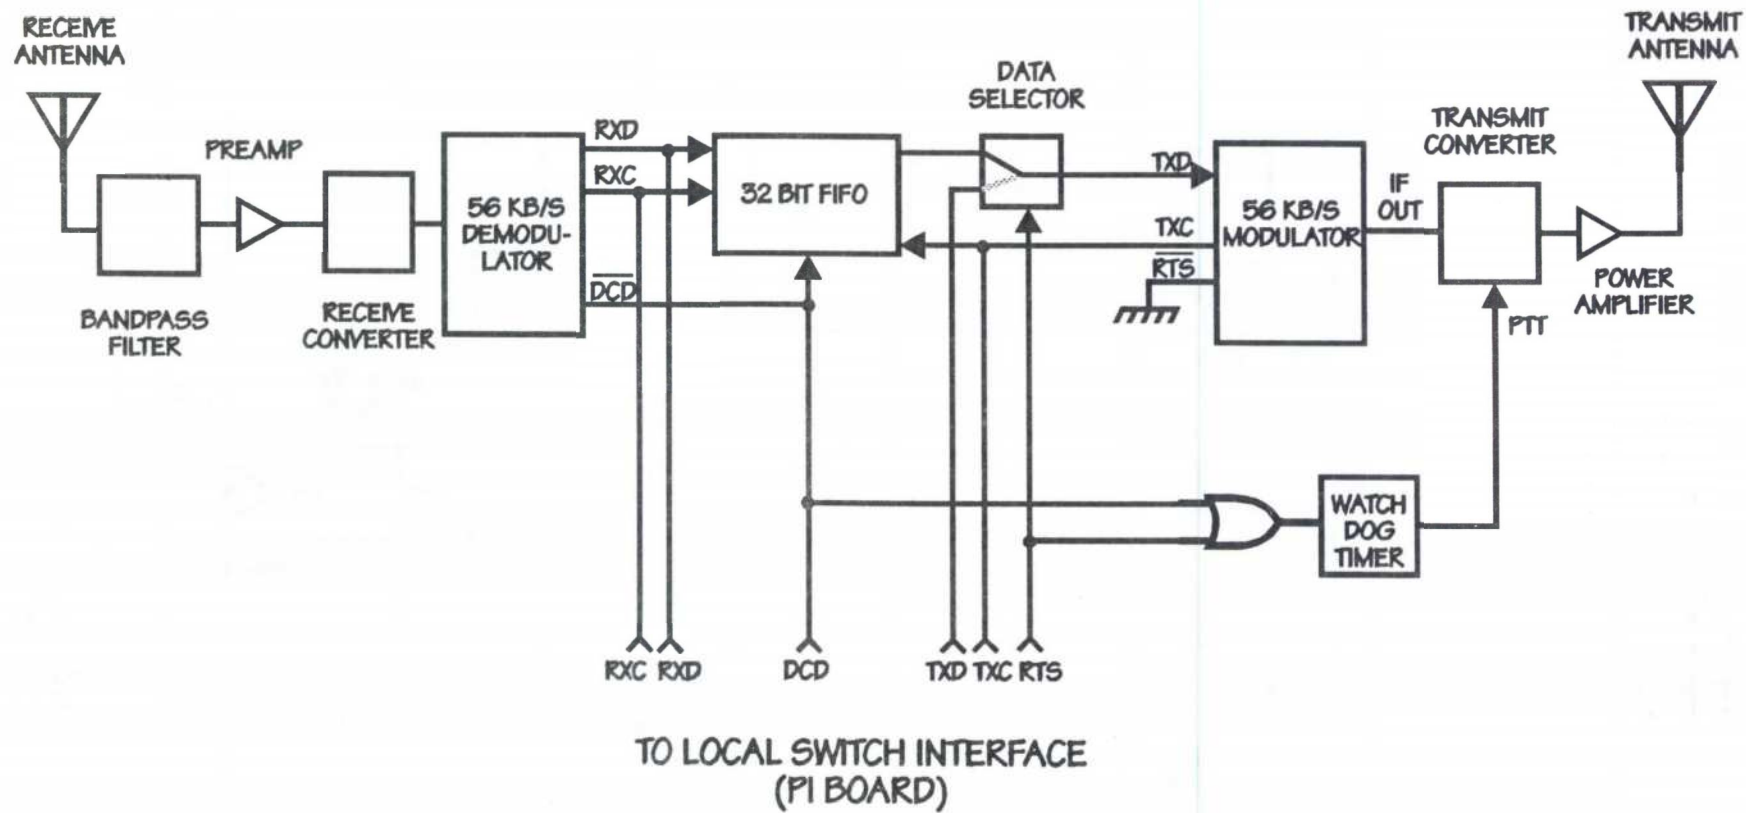 RECEIVE
ANTENNA
PREAMP
BANDPASS
FILTER
RECEIVE
CONVERTER
56 KB/S
DEMODU-
LATOR
RXD
RXC
DCD
32 BIT FIFO
DATA
SELECTOR
TXD
TXC
RTS
56 KB/S
MODULATOR
IF
OUT
TRANSMIT
CONVERTER
TRANSMIT
ANTENNA
POWER
AMPLIFIER
PTT
WATCH
DOG
TIMER
RXC RXD DCD TXD TXC RTS
TO LOCAL SWITCH INTERFACE
(PI BOARD)